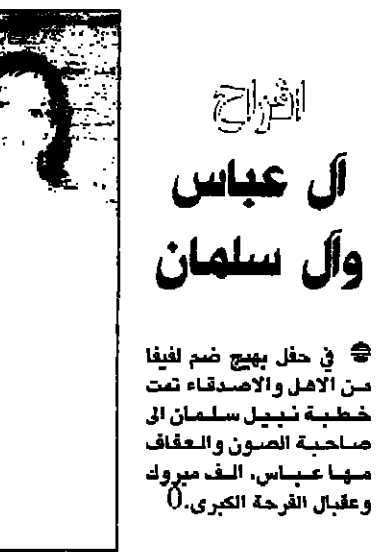 افراح
آل عباس
وآل سلمان
في حفل بهيج ضم لفيفا
من الاهل والاصدقاء تمت
خطبة نبيل سلمان الى
صاحبة الصون والعفاف
مها عباس. الف مبروك
وعقبال الفرحة الكبرى.()